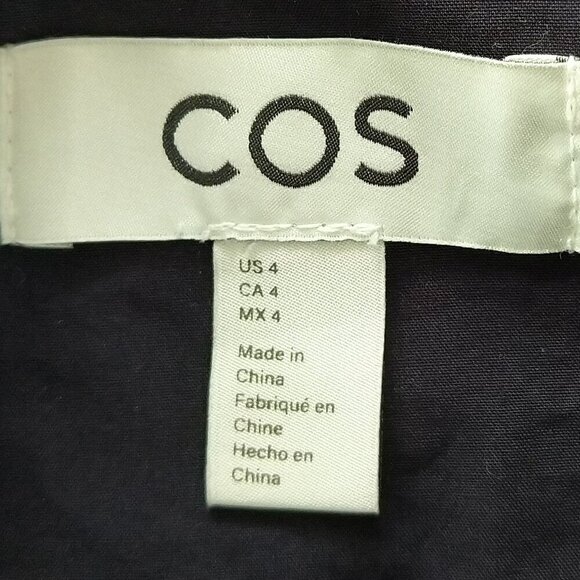 COS
US 4
CA 4
MX 4
Made in
China
Fabriqué en
Chine
Hecho en
China